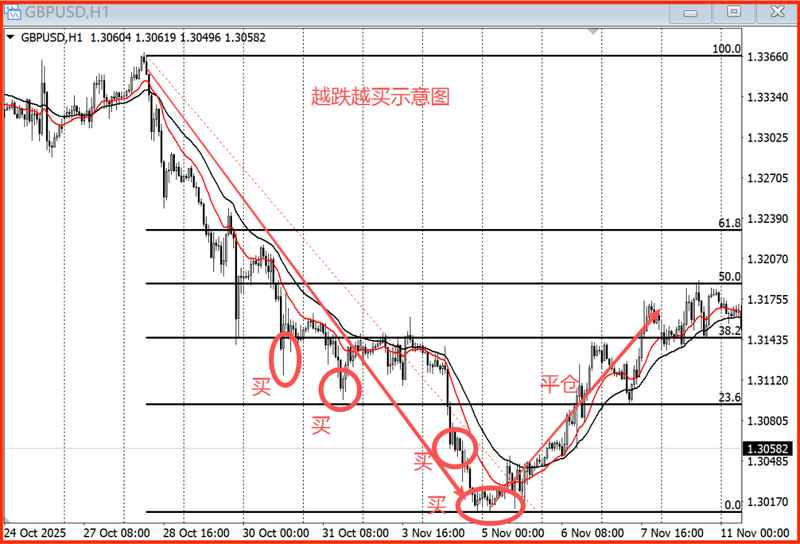 GBPUSD,H1
GBPUSD,H1 1.30604 1.30619 1.30496 1.30582
100.0
1.33660
越跌越买示意图
1.33340
1.33025
1.32705
61.8
1.32390
1.32070
50.0
1.31755
38.2
1.31435
买
平仓
1.31120
23.6
买
1.30805
1.30582
买
1.30485
买
0.0
1.30170
24 Oct 2025
27 Oct 08:00
28 Oct 16:00
30 Oct 00:00
31 Oct 08:00
3 Nov 16:00
5 Nov 00:00
6 Nov 08:00
7 Nov 16:00
11 Nov 00:00